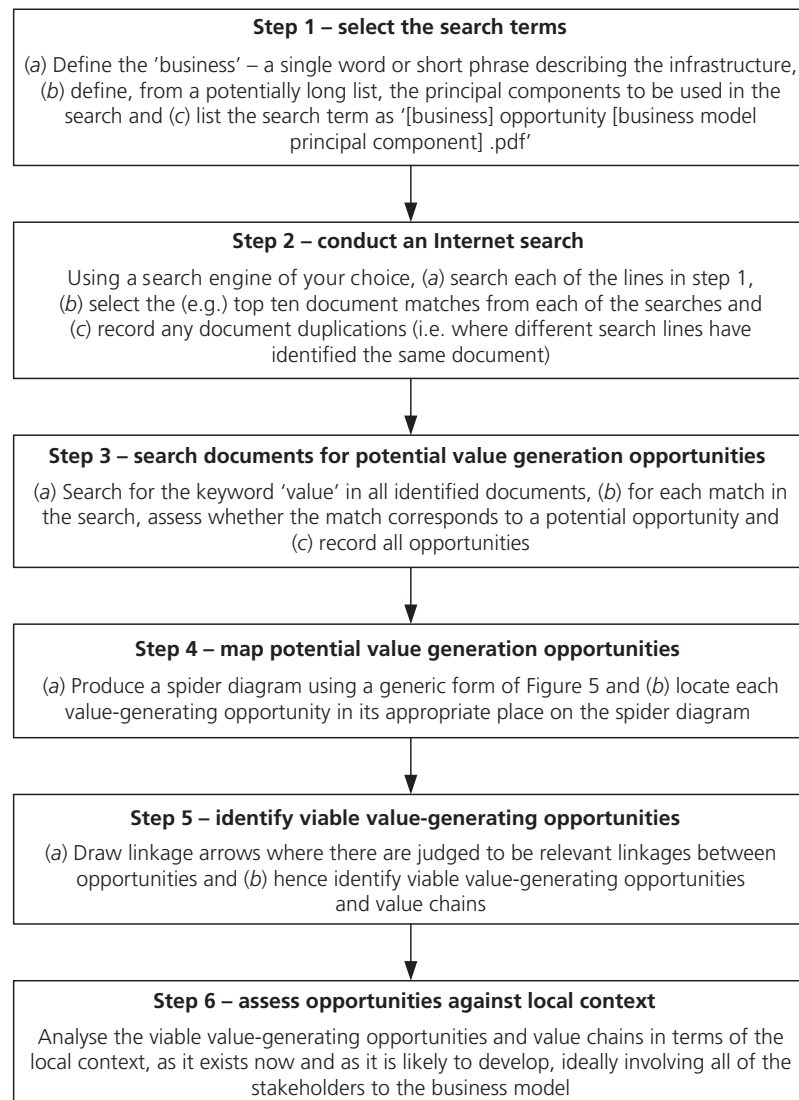 Step 1 – select the search terms
(a) Define the ’business’ – a single word or short phrase describing the infrastructure,
(b) define, from a potentially long list, the principal components to be used in the
search and (c) list the search term as ‘[business] opportunity [business model
principal component] .pdf’
Step 2 – conduct an Internet search
Using a search engine of your choice, (a) search each of the lines in step 1,
(b) select the (e.g.) top ten document matches from each of the searches and
(c) record any document duplications (i.e. where different search lines have
identified the same document)
Step 3 – search documents for potential value generation opportunities
(a) Search for the keyword ‘value’ in all identified documents, (b) for each match in
the search, assess whether the match corresponds to a potential opportunity and
(c) record all opportunities
Step 4 – map potential value generation opportunities
(a) Produce a spider diagram using a generic form of Figure 5 and (b) locate each
value-generating opportunity in its appropriate place on the spider diagram
Step 5 – identify viable value-generating opportunities
(a) Draw linkage arrows where there are judged to be relevant linkages between
opportunities and (b) hence identify viable value-generating opportunities
and value chains
Step 6 – assess opportunities against local context
Analyse the viable value-generating opportunities and value chains in terms of the
local context, as it exists now and as it is likely to develop, ideally involving all of the
stakeholders to the business model